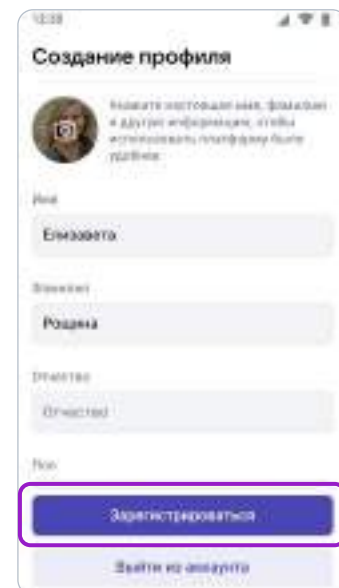 12:30
Создание профиля
Укажите настоящее имя, фамилию
и другую информацию, чтобы
использовать платформу было
удобнее
Имя
Елизавета
Фамилия
Рощина
Отчество
Отчество
Пол
Зарегистрироваться
Выйти из аккаунта